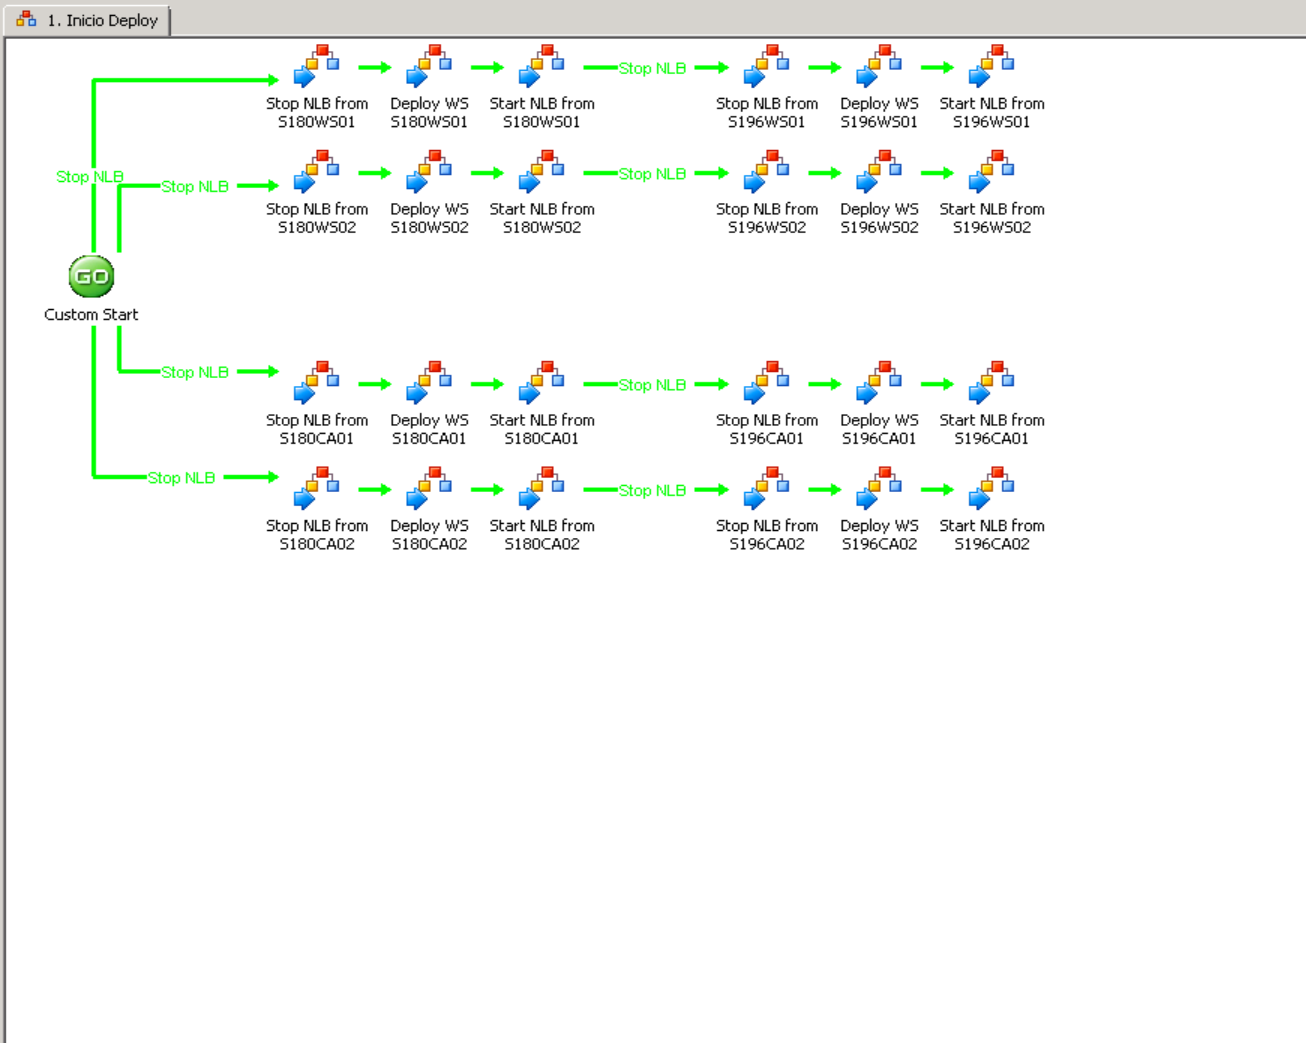 1. Inicio Deploy
Stop NLB
Stop NLB from
S180WS01
Deploy WS
S180WS01
Start NLB from
S180WS01
Stop NLB
Stop NLB from
S196WS01
Deploy WS
S196WS01
Start NLB from
S196WS01
Stop NLB
Stop NLB from
S180WS02
Deploy WS
S180WS02
Start NLB from
S180WS02
Stop NLB
Stop NLB from
S196WS02
Deploy WS
S196WS02
Start NLB from
S196WS02
GO
Custom Start
Stop NLB
Stop NLB from
S180CA01
Deploy WS
S180CA01
Start NLB from
S180CA01
Stop NLB
Stop NLB from
S196CA01
Deploy WS
S196CA01
Start NLB from
S196CA01
Stop NLB
Stop NLB from
S180CA02
Deploy WS
S180CA02
Start NLB from
S180CA02
Stop NLB
Stop NLB from
S196CA02
Deploy WS
S196CA02
Start NLB from
S196CA02